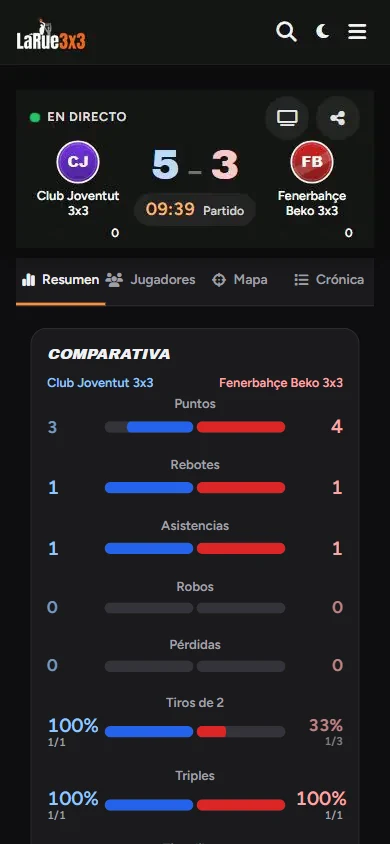 LaRue3x3
EN DIRECTO
CJ
5 - 3
FB
Club Joventut
3x3
Fenerbahçe
Beko 3x3
09:39 Partido
0
0
Resumen
Jugadores
Mapa
Crónica
COMPARATIVA
Club Joventut 3x3
Fenerbahçe Beko 3x3
Puntos
3
4
Rebotes
1
1
Asistencias
1
1
Robos
0
0
Pérdidas
0
0
Tiros de 2
100%
33%
1/1
1/3
Triples
100%
100%
1/1
1/1